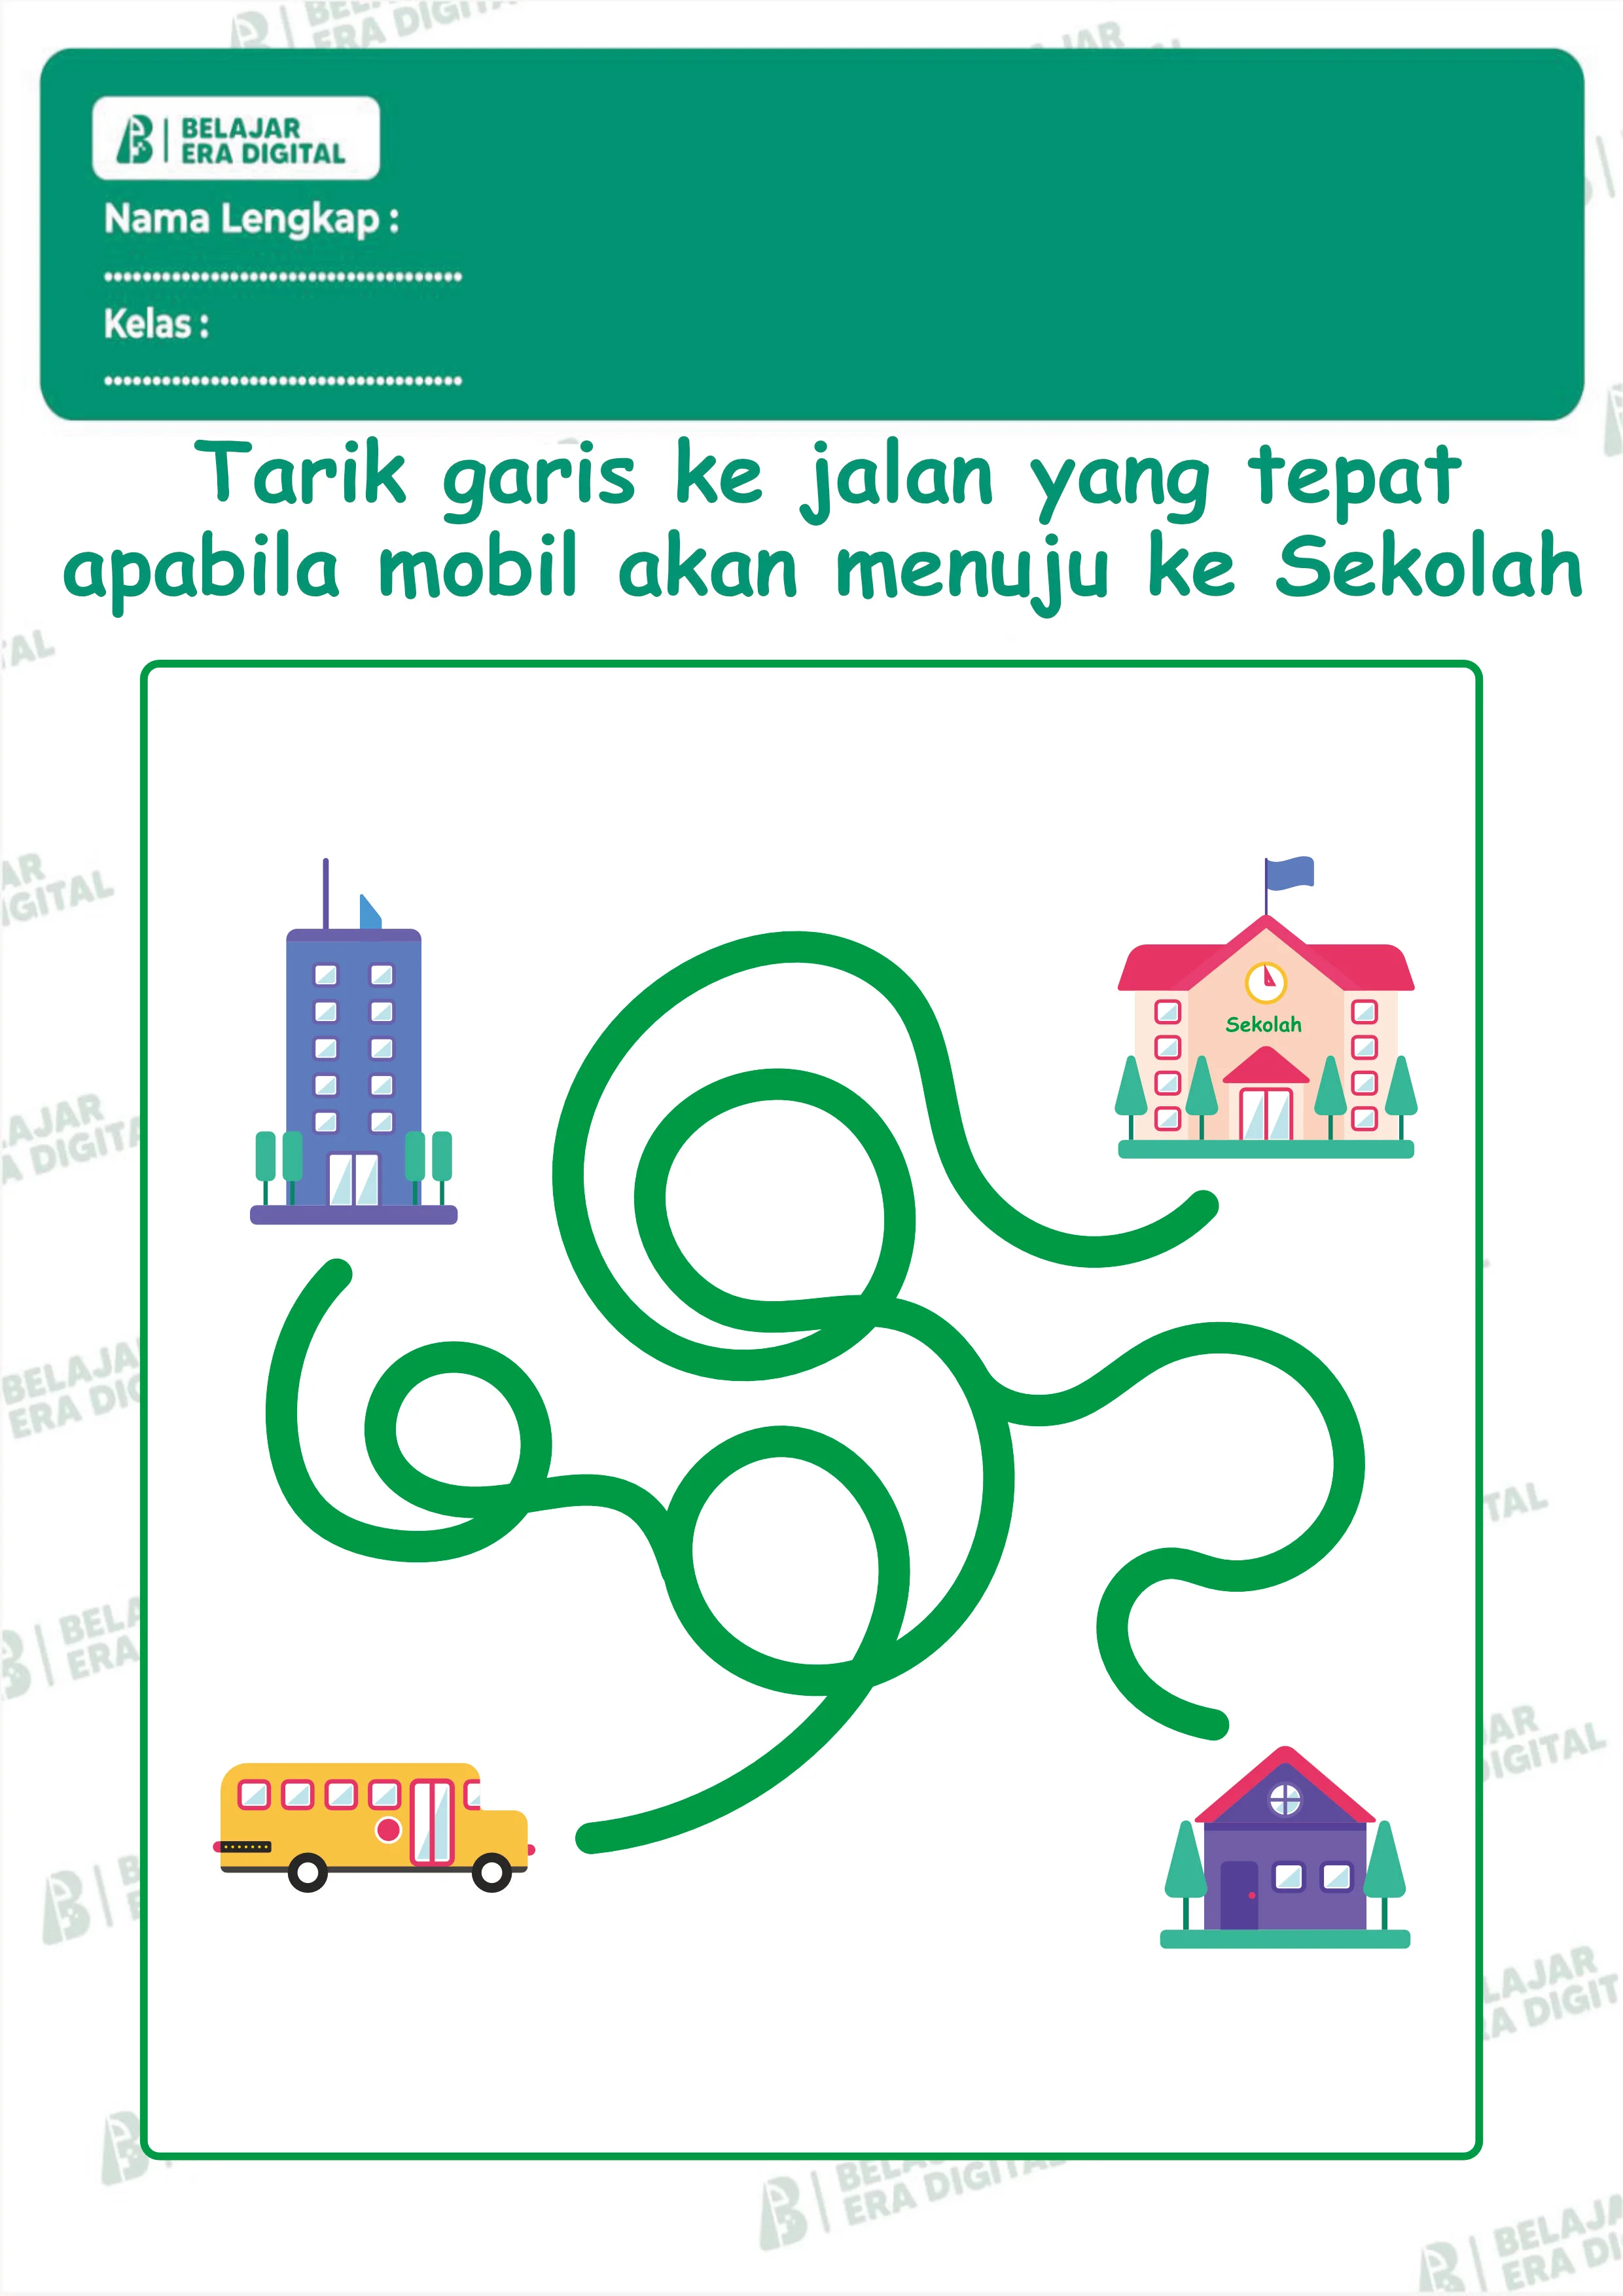 BELAJAR
ERA DIGITAL
Nama Lengkap :
Kelas :
Tarik garis ke jalan yang tepat
apabila mobil akan menuju ke Sekolah
Sekolah